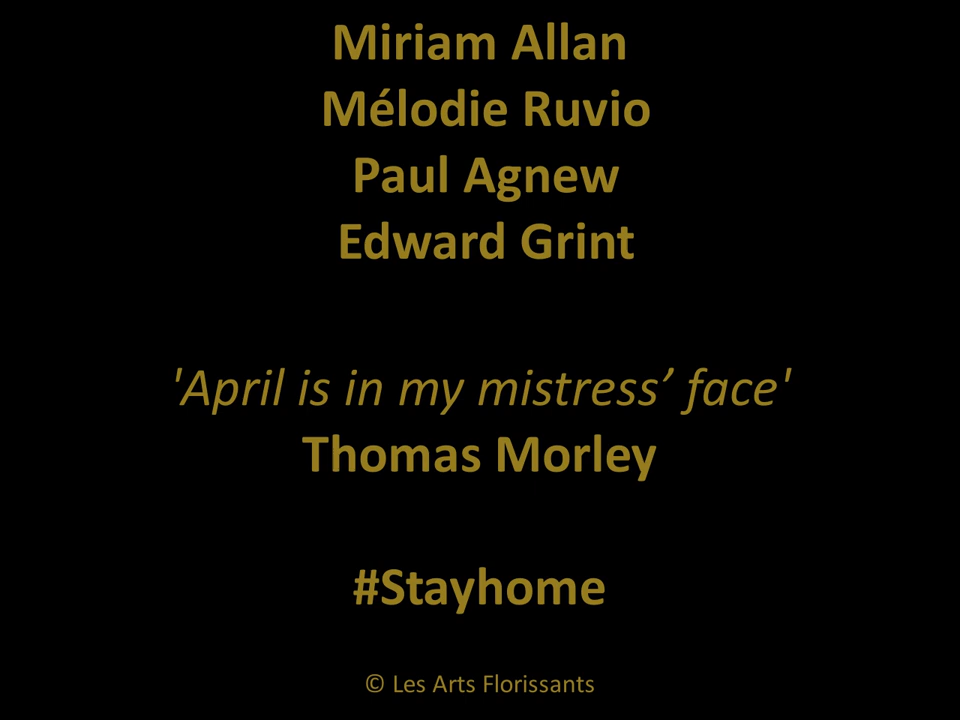 Miriam Allan
Mélodie Ruvio
Paul Agnew
Edward Grint
'April is in my mistress’ face'
Thomas Morley
#Stayhome
© Les Arts Florissants